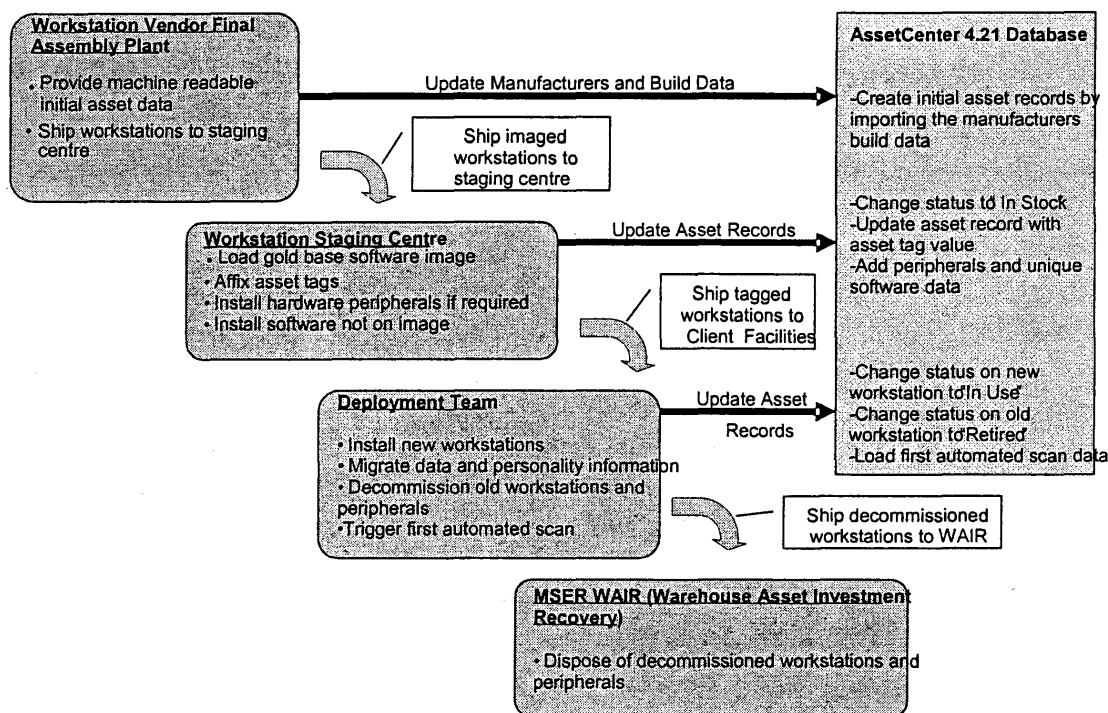 Workstation Vendor Final
Assembly Plant
• Provide machine readable
initial asset data
• Ship workstations to staging
centre
Update Manufacturers and Build Data
Ship imaged
workstations to
staging centre
AssetCenter 4.21 Database
-Create initial asset records by
importing the manufacturers
build data
-Change status to In Stock
-Update asset record with
asset tag value
-Add peripherals and unique
software data
-Change status on new
workstation to"In Use"
-Change status on old
workstation to"Retired"
-Load first automated scan data
Workstation Staging Centre
• Load gold base software image
• Affix asset tags
• Install hardware peripherals if required
• Install software not on image
Update Asset Records
Ship tagged
workstations to
Client Facilities
Deployment Team
• Install new workstations
• Migrate data and personality information
• Decommission old workstations and
peripherals
•Trigger first automated scan
Update Asset
Records
Ship decommissioned
workstations to WAIR
MSER WAIR (Warehouse Asset Investment
Recovery)
• Dispose of decommissioned workstations and
peripherals